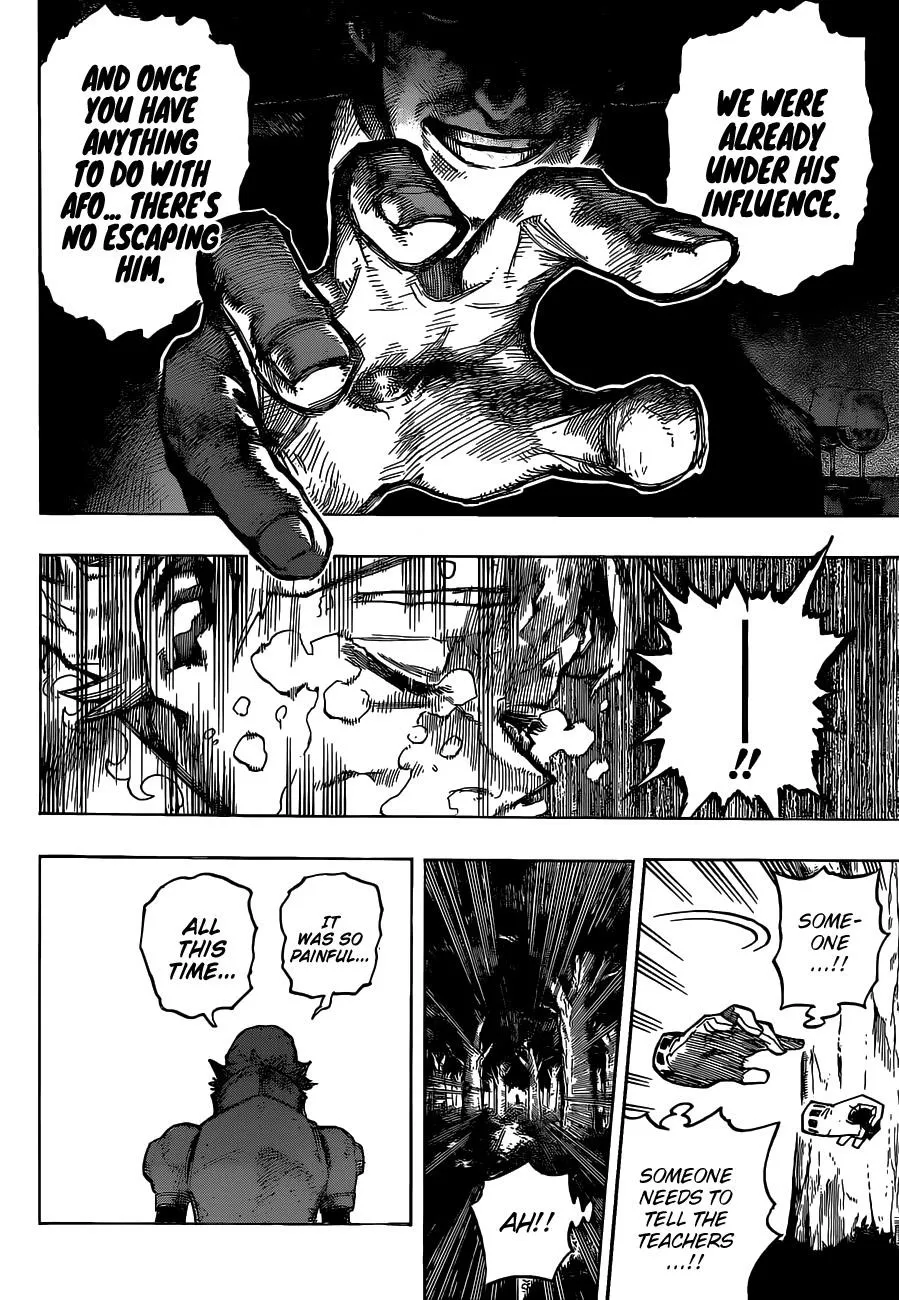 WE WERE
ALREADY
UNDER HIS
INFLUENCE.
AND ONCE
YOU HAVE
ANYTHING
TO DO WITH
AFO... THERE'S
NO ESCAPING
HIM.
!!
SOME-
ONE
...!!
SOMEONE
NEEDS TO
TELL THE
TEACHERS
...!!
AH!!
IT
WAS SO
PAINFUL...
ALL
THIS
TIME...